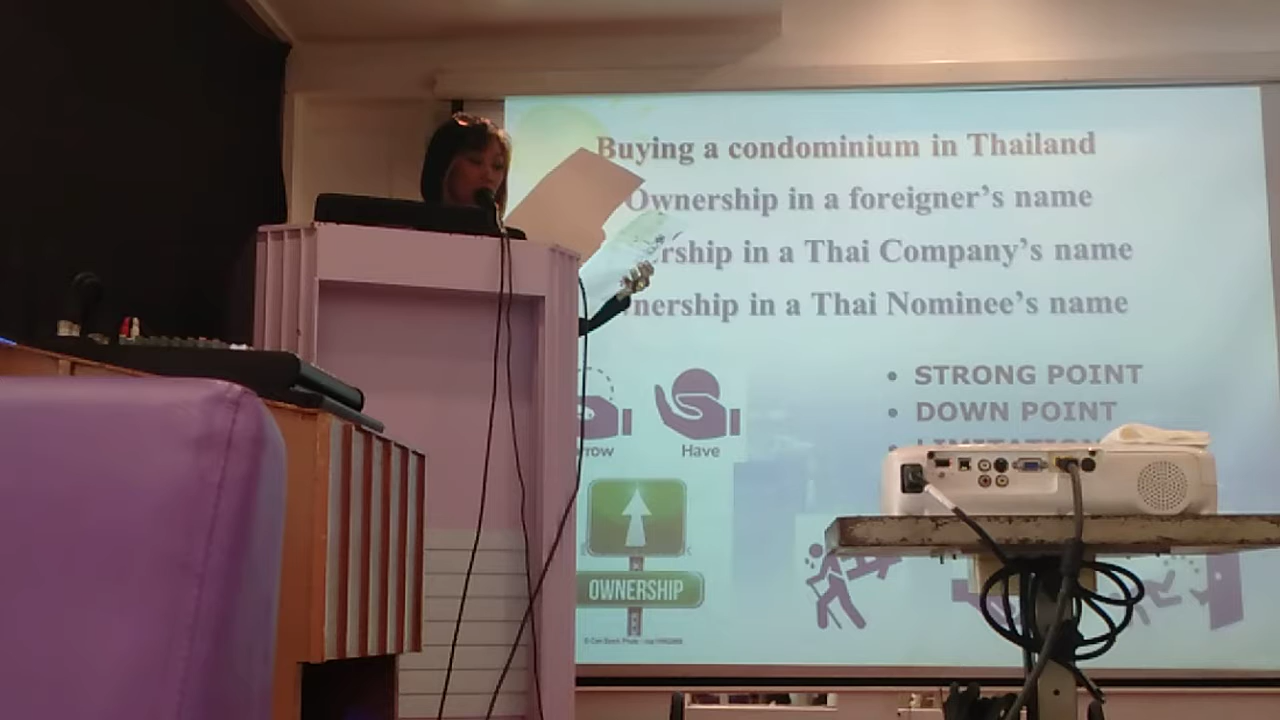 Buying a condominium in Thailand
Ownership in a foreigner's name
rship in a Thai Company's name
nership in a Thai Nominee's name
• STRONG POINT
• DOWN POINT
• LIMITATION
rrow
Have
OWNERSHIP